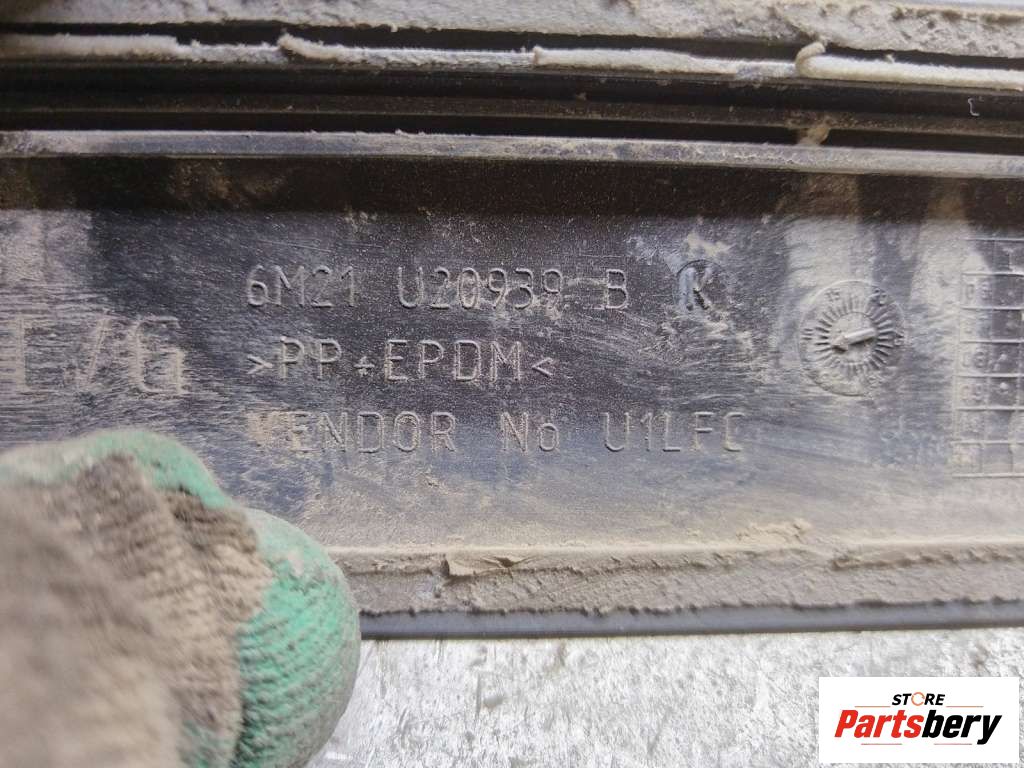 6M21 U20939 B K
I/G
>PP+EPDM<
VENDOR No U1LFC
STORE
Partsbery